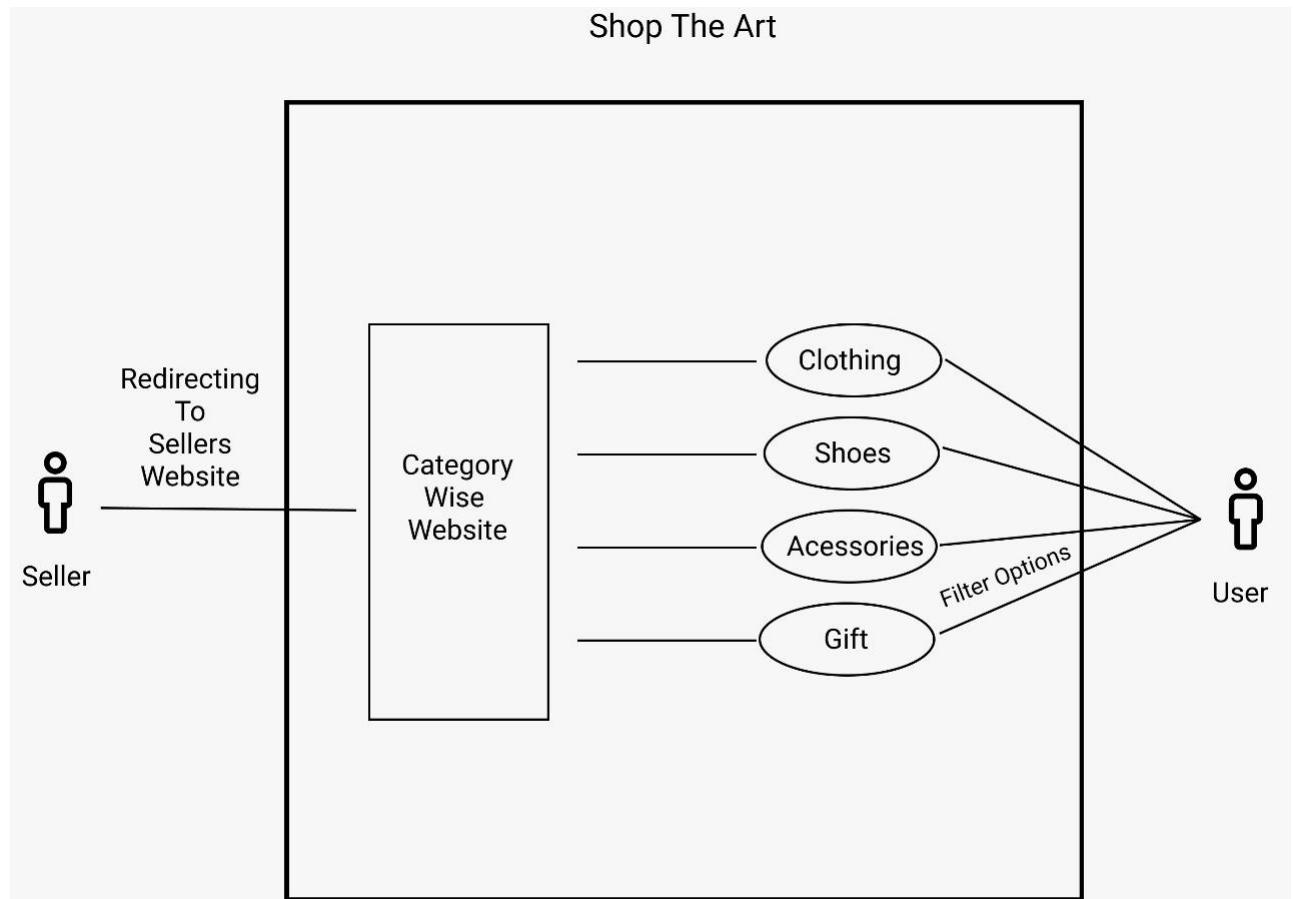 Shop The Art
Redirecting
To
Sellers
Website
Seller
Category
Wise
Website
Clothing
Shoes
Acessories
Gift
Filter Options
User